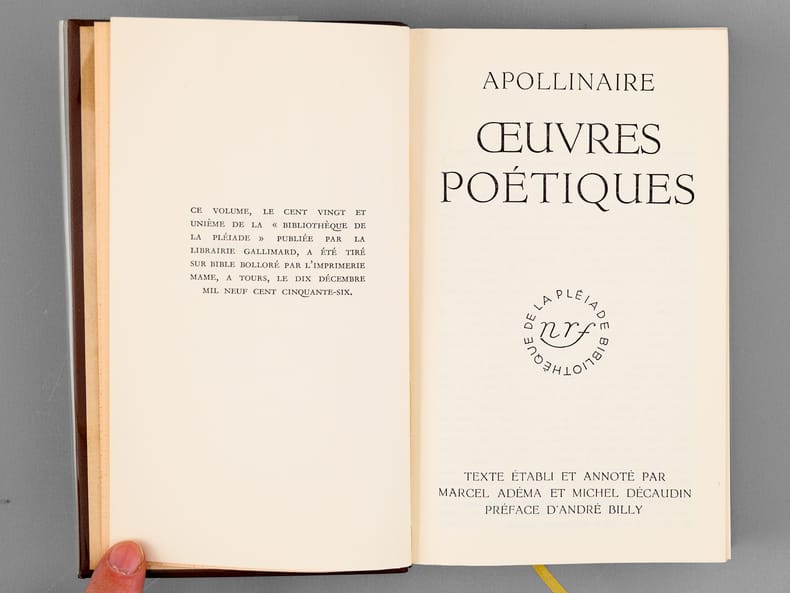 CE VOLUME, LE CENT VINGT ET
UNIÈME DE LA « BIBLIOTHÈQUE DE
LA PLÉIADE » PUBLIÉE PAR LA
LIBRAIRIE GALLIMARD, A ÉTÉ TIRÉ
SUR BIBLE BOLLORÉ PAR L'IMPRIMERIE
MAME, A TOURS, LE DIX DÉCEMBRE
MIL NEUF CENT CINQUANTE-SIX.
APOLLINAIRE
ŒUVRES
POÉTIQUES
BIBLIOTHÈQUE DE LA PLÉIADE
nrf
TEXTE ÉTABLI ET ANNOTÉ PAR
MARCEL ADÉMA ET MICHEL DÉCAUDIN
PRÉFACE D'ANDRÉ BILLY